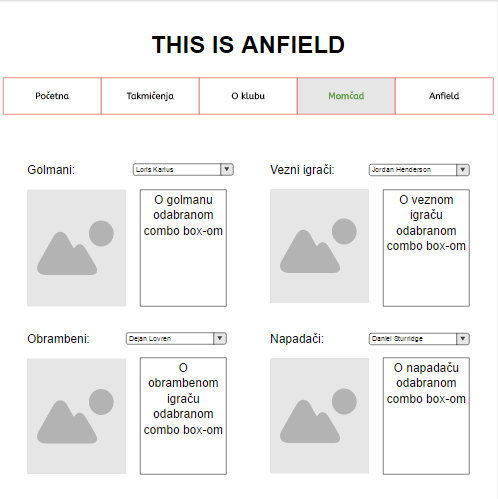 THIS IS ANFIELD
Početna
Takmičenja
O klubu
Momčad
Anfield
Golmani:
Loris Karius
Vezni igrači:
Jordan Henderson
O golmanu
odabranom
combo box-om
O veznom
igraču
odabranom
combo box-om
Obrambeni:
Dejan Lovren
Napadači:
Daniel Sturridge
O
obrambenom
igraču
odabranom
combo box-om
O napadaču
odabranom
combo box-om